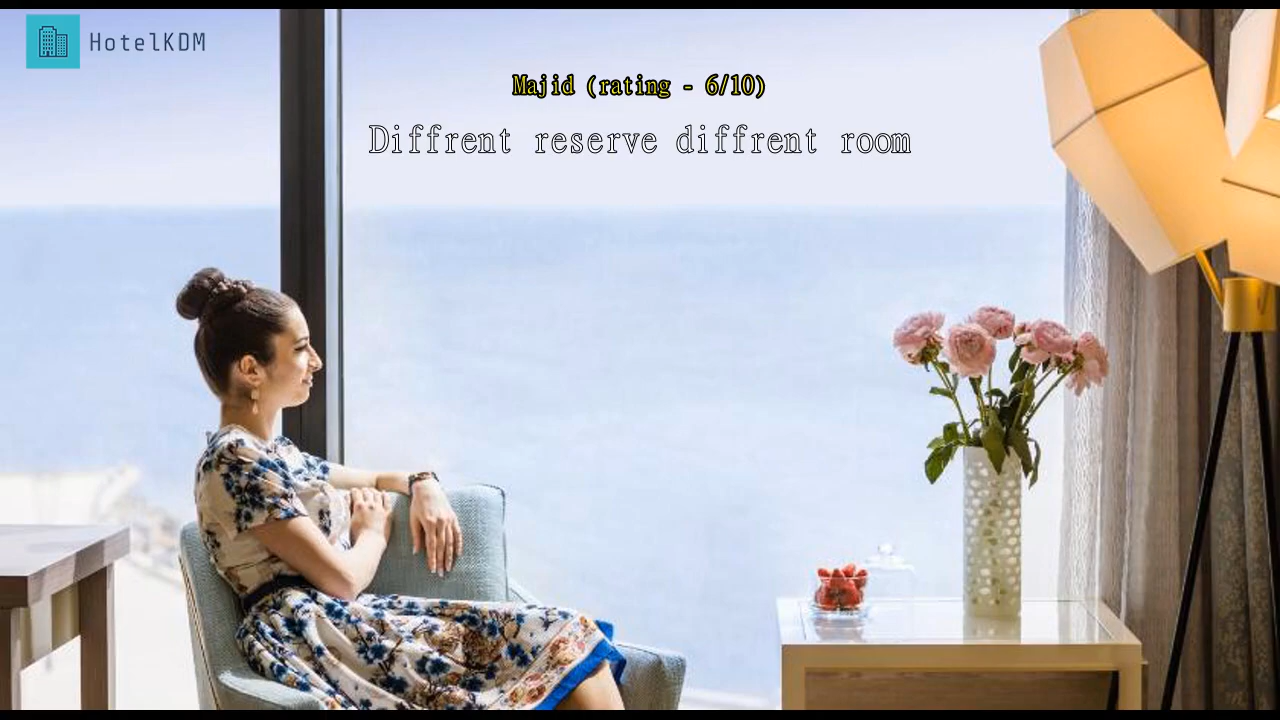 HotelKDM
Majid (rating - 6/10)
Diffrent reserve diffrent room